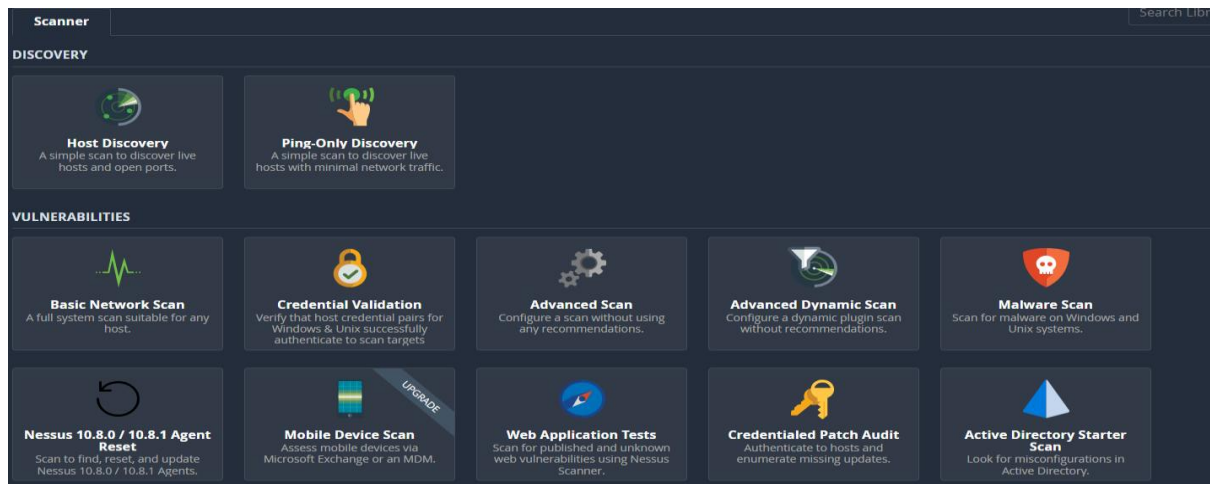 Scanner
Search Libr
DISCOVERY
Host Discovery
A simple scan to discover live
hosts and open ports.
Ping-Only Discovery
A simple scan to discover live
hosts with minimal network traffic.
VULNERABILITIES
Basic Network Scan
A full system scan suitable for any
host.
Credential Validation
Verify that host credential pairs for
Windows & Unix successfully
authenticate to scan targets
Advanced Scan
Configure a scan without using
any recommendations.
Advanced Dynamic Scan
Configure a dynamic plugin scan
without recommendations.
Malware Scan
Scan for malware on Windows and
Unix systems.
Nessus 10.8.0 / 10.8.1 Agent
Reset
Scan to find, reset, and update
Nessus 10.8.0 / 10.8.1 Agents.
UPGRADE
Mobile Device Scan
Assess mobile devices via
Microsoft Exchange or an MDM.
Web Application Tests
Scan for published and unknown
web vulnerabilities using Nessus
Scanner.
Credentialed Patch Audit
Authenticate to hosts and
enumerate missing updates.
Active Directory Starter
Scan
Look for misconfigurations in
Active Directory.